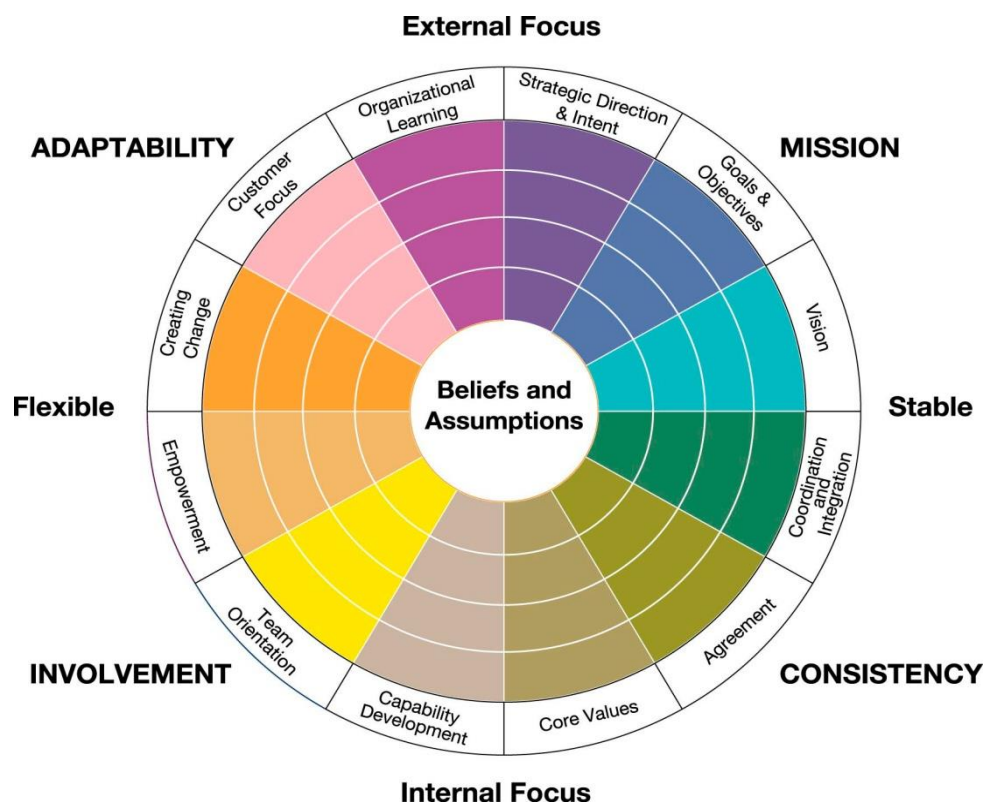 External Focus
ADAPTABILITY
MISSION
Organizational
Learning
Strategic Direction
& Intent
Customer
Focus
Goals &
Objectives
Creating
Change
Vision
Flexible
Beliefs and
Assumptions
Stable
Empowerment
Coordination
and
Integration
Team
Orientation
Agreement
Capability
Development
Core Values
INVOLVEMENT
CONSISTENCY
Internal Focus